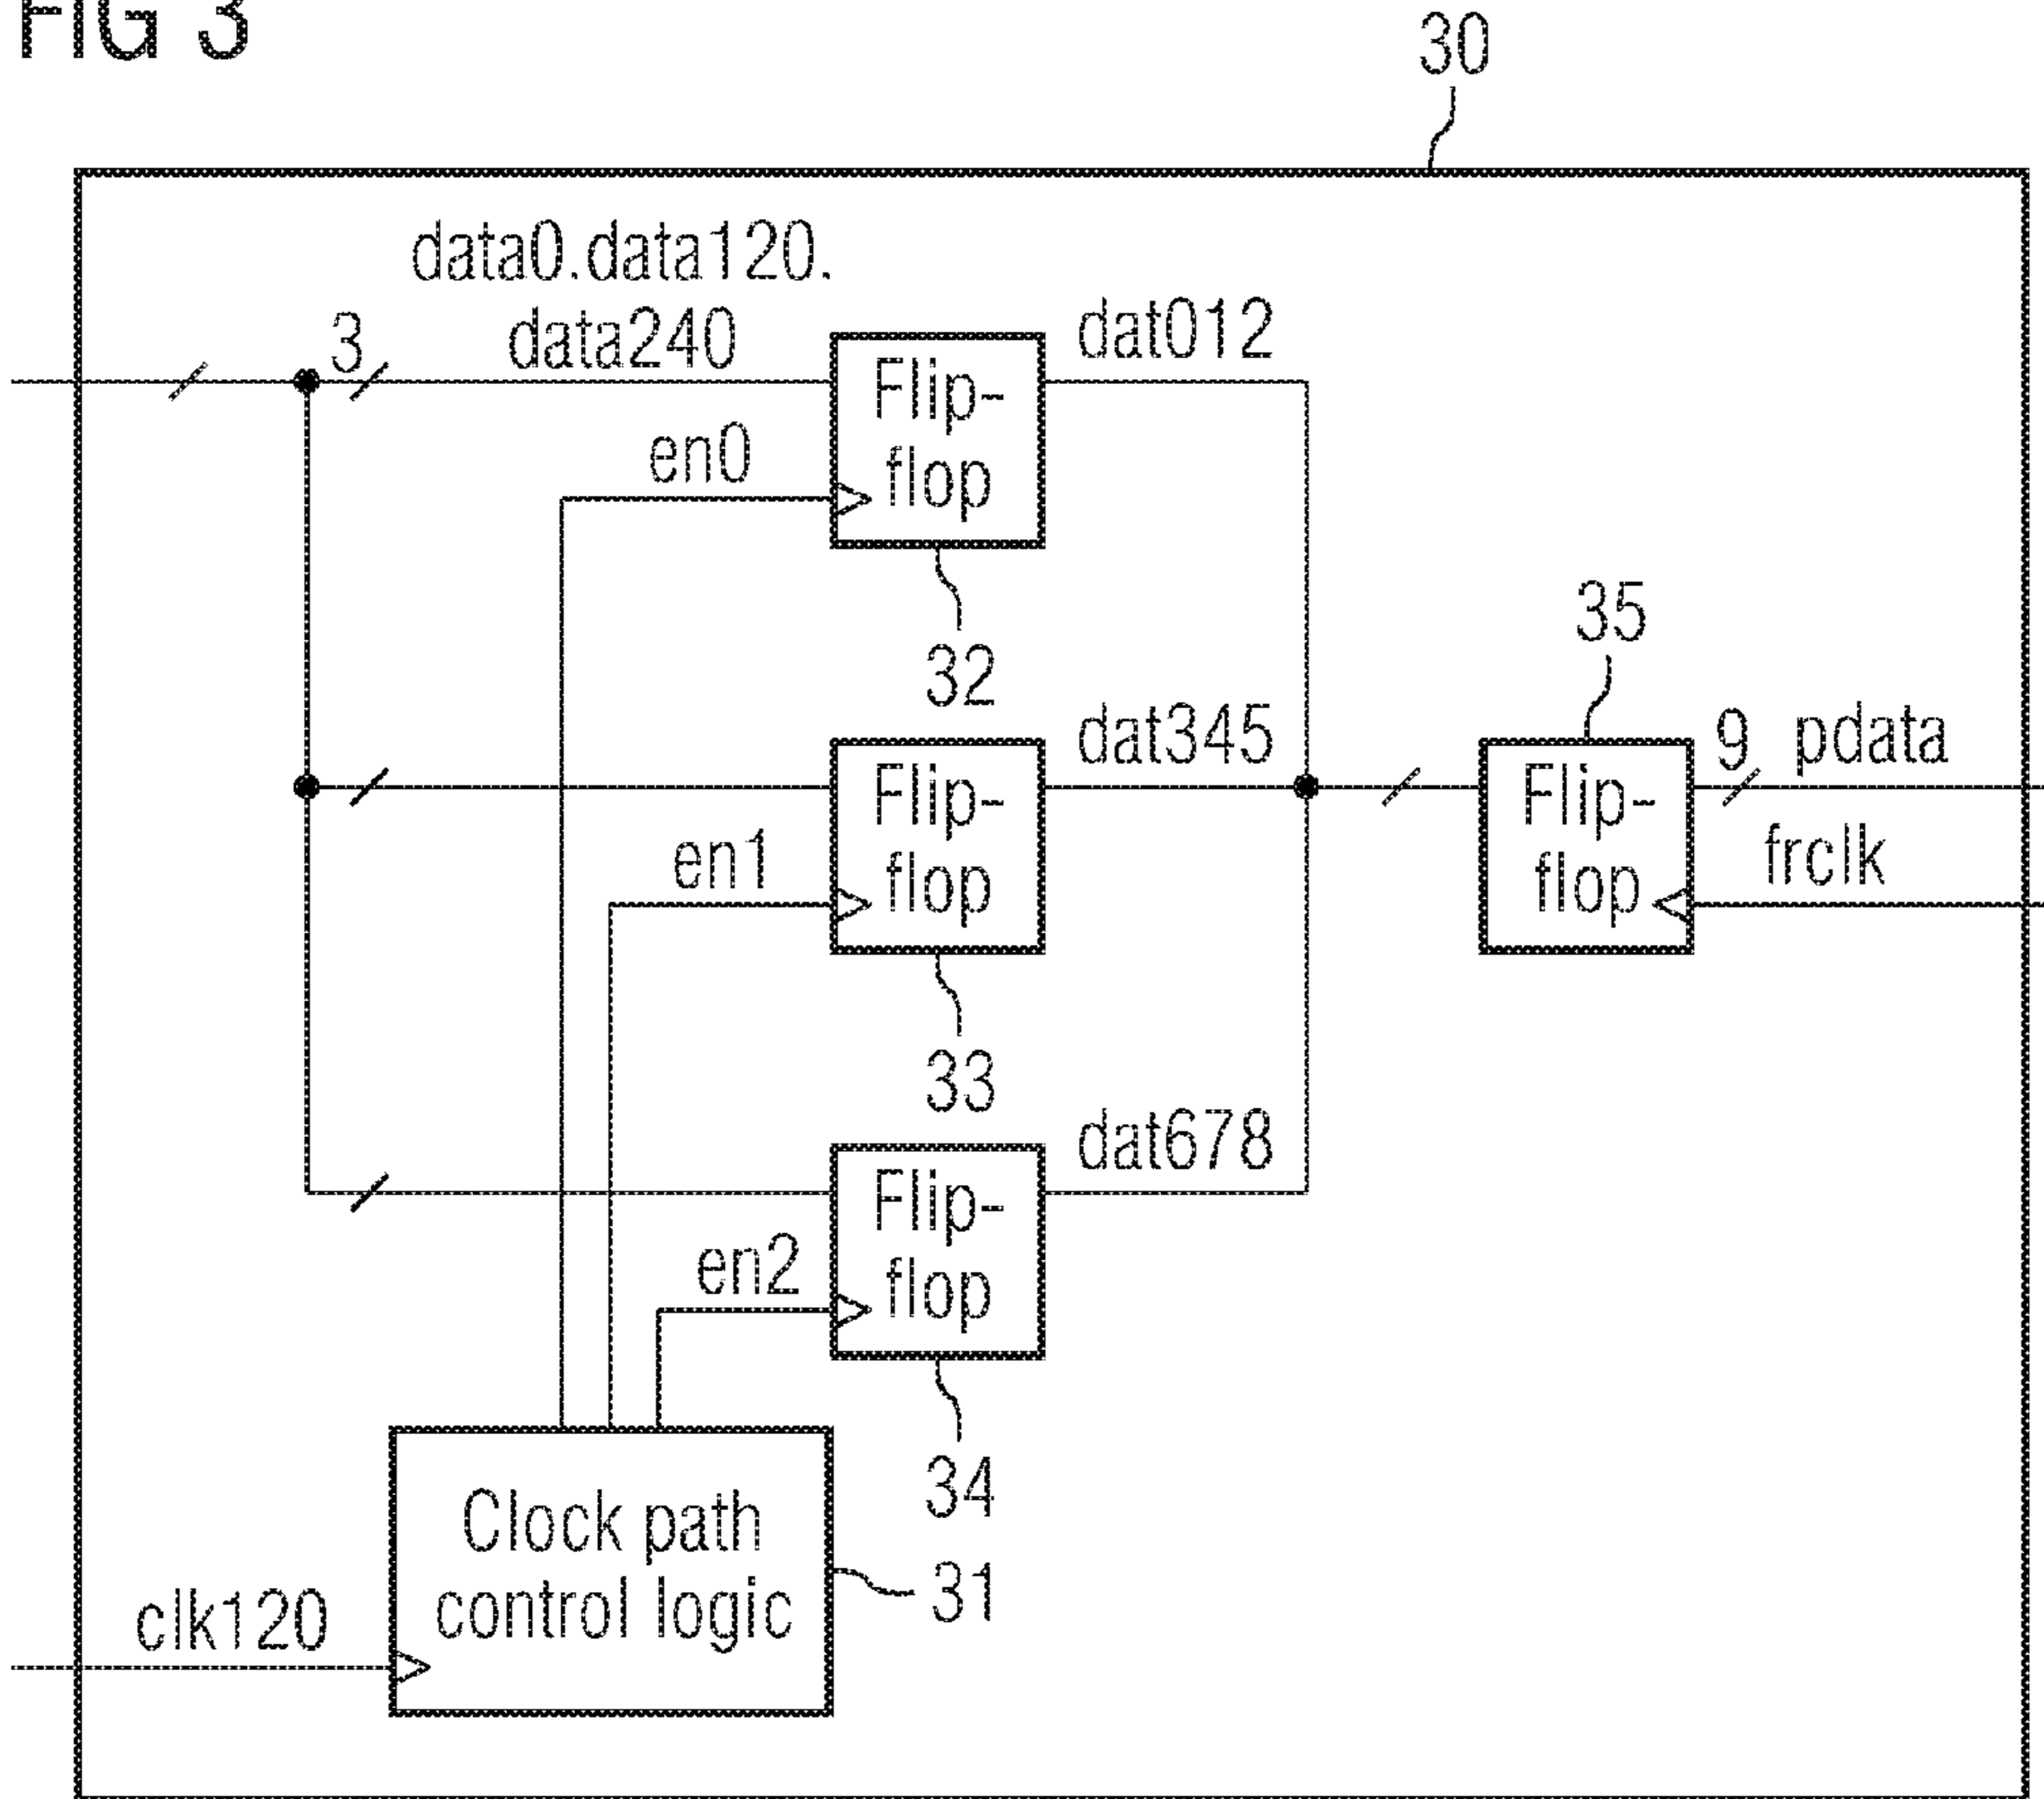 FIG 3
30
data0.data120.
data240
3
dat012
Flip-
flop
en0
32
35
dat345
9 pdata
Flip-
flop
Flip-
flop
en1
frclk
33
dat678
Flip-
flop
en2
34
Clock path
control logic
31
clk120